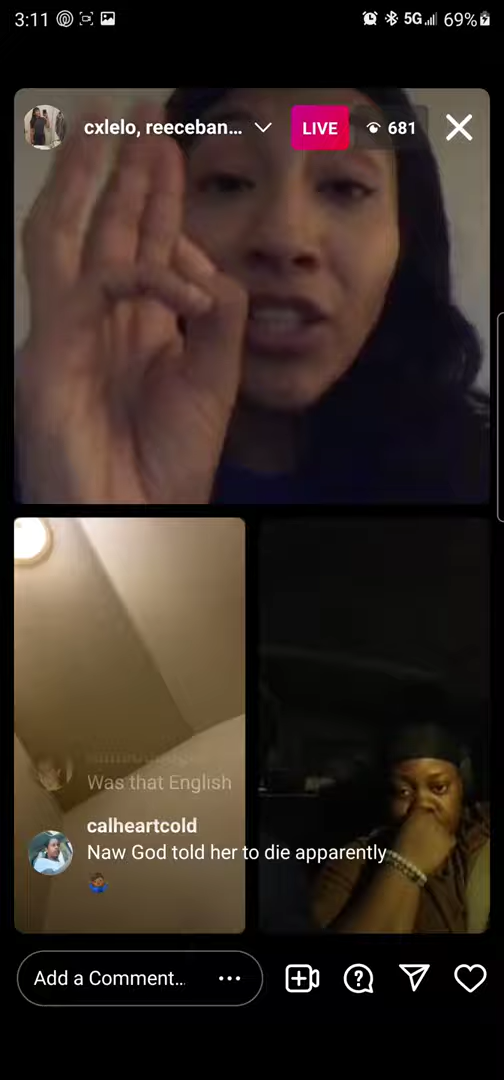 3:11 5G 69%
cxlelo, reeceban... LIVE 681
Was that English
calheartcold
Naw God told her to die apparently
🤷🏾‍♂️
Add a Comment...